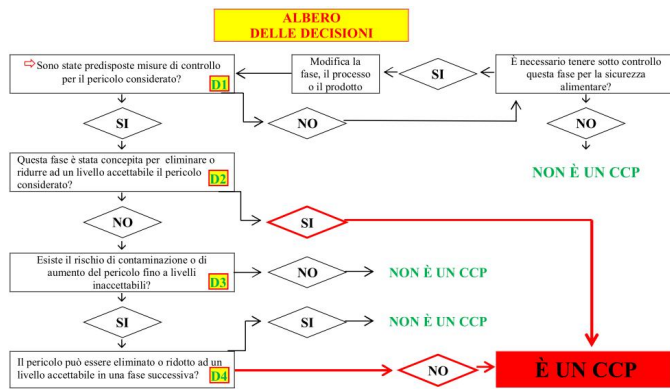 ALBERO
DELLE DECISIONI
⇨Sono state predisposte misure di controllo
per il pericolo considerato?
D1
Modifica la
fase, il processo
o il prodotto
SI
È necessario tenere sotto controllo
questa fase per la sicurezza
alimentare?
SI
NO
NO
NON È UN CCP
Questa fase è stata concepita per eliminare o
ridurre ad un livello accettabile il pericolo
considerato?
D2
NO
SI
Esiste il rischio di contaminazione o di
aumento del pericolo fino a livelli
inaccettabili?
D3
NO
NON È UN CCP
SI
SI
NON È UN CCP
Il pericolo può essere eliminato o ridotto ad un
livello accettabile in una fase successiva?
D4
NO
È UN CCP